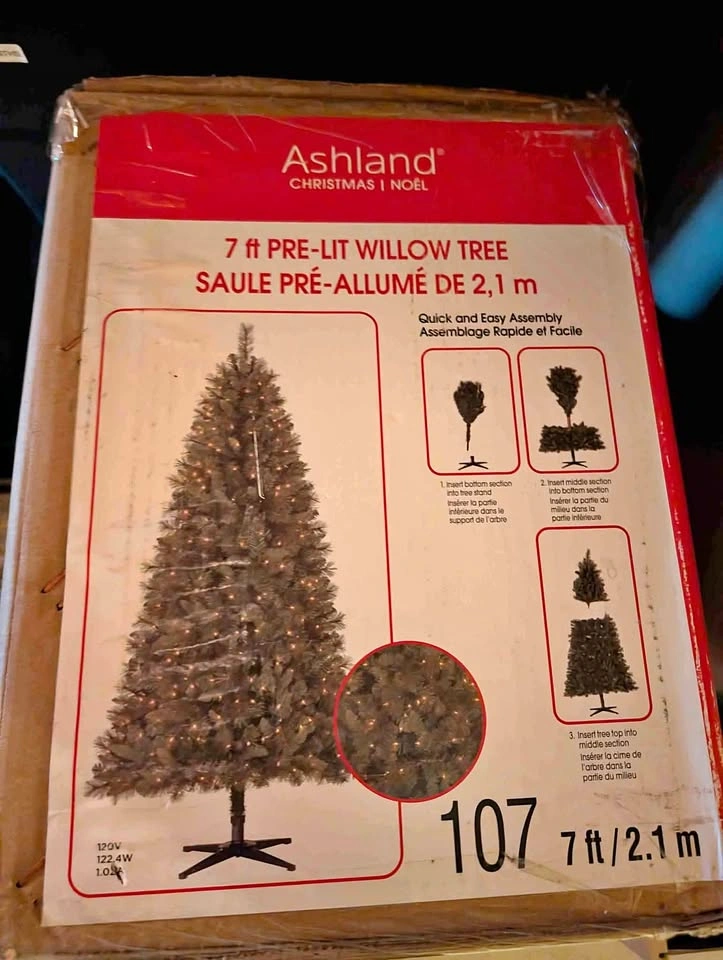 Ashland®
CHRISTMAS | NOËL
7 ft PRE-LIT WILLOW TREE
SAULE PRÉ-ALLUMÉ DE 2,1 m
Quick and Easy Assembly
Assemblage Rapide et Facile
1. Insert bottom section
into tree stand
Insérer la partie
inférieure dans le
support de l'arbre
2. Insert middle section
into bottom section
Insérer la partie du
milieu dans la
partie inférieure
3. Insert tree top into
middle section
Insérer la cime de
l'arbre dans la
partie du milieu
120V
122.4W
107
7 ft / 2.1 m